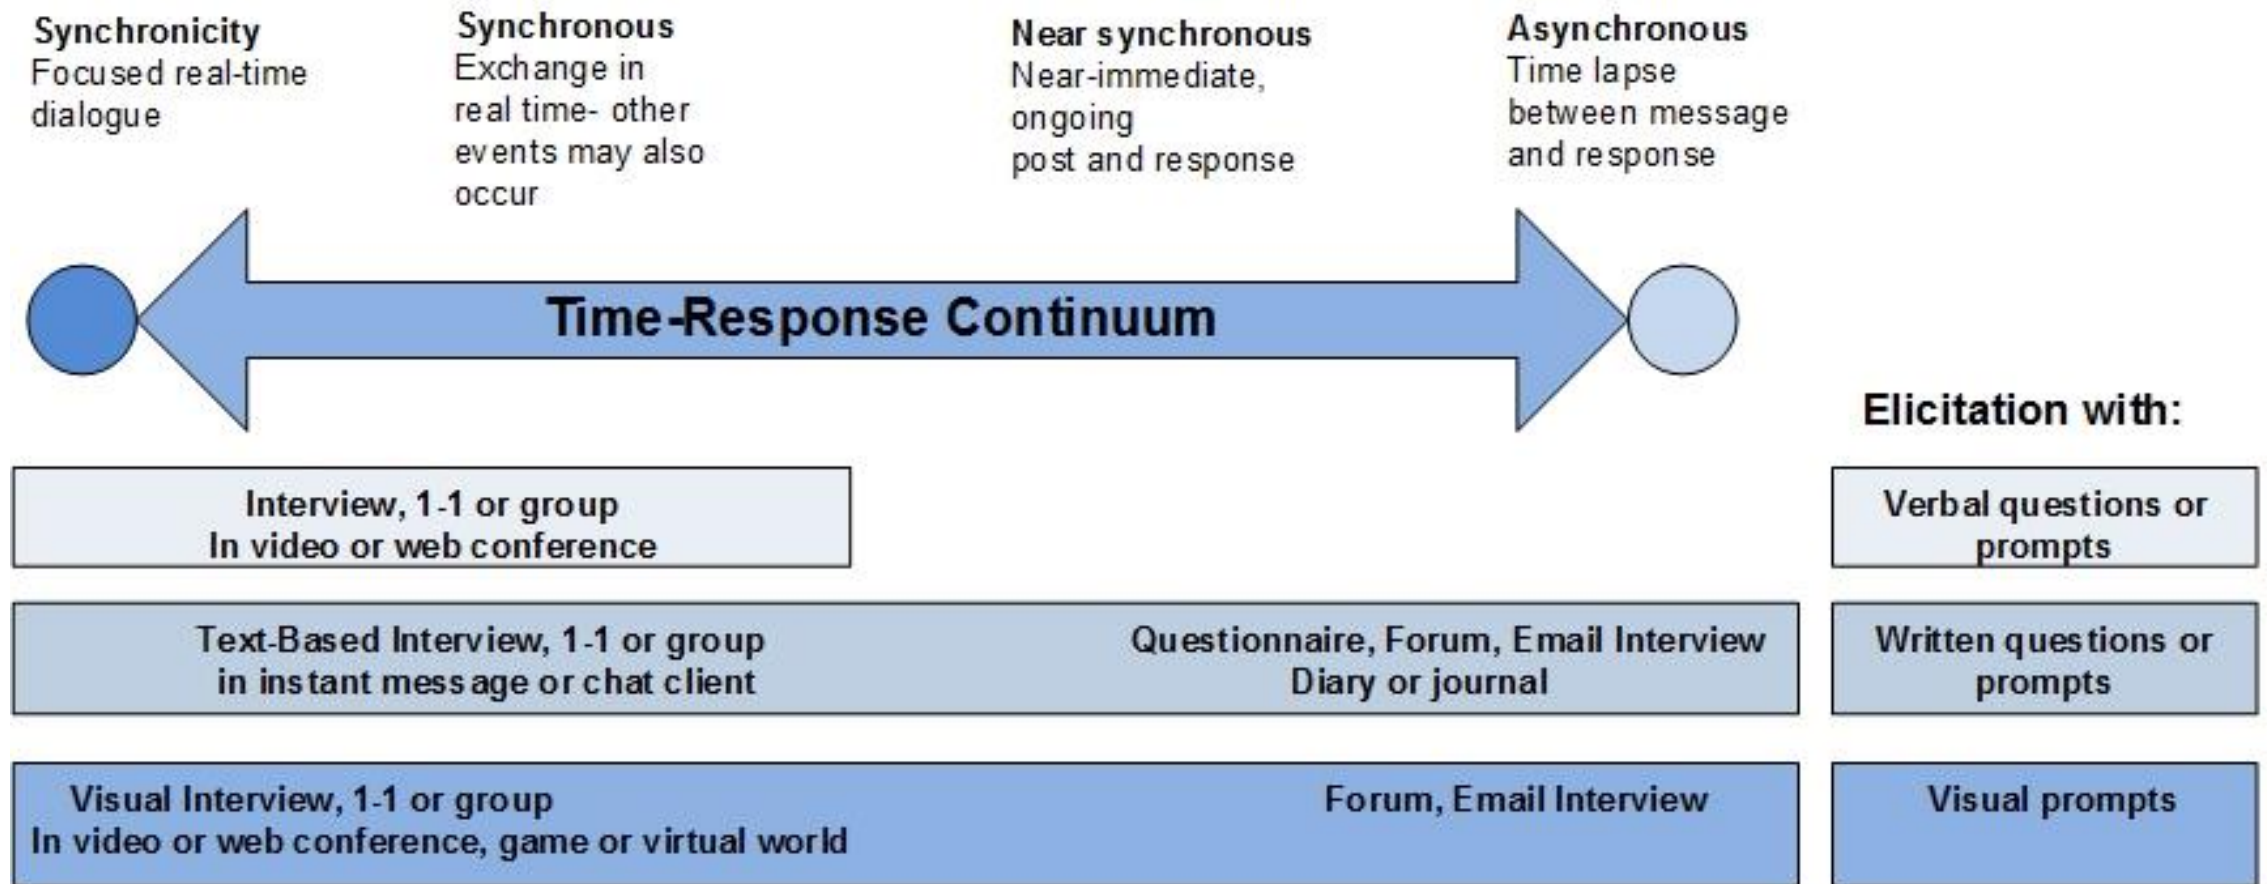 Synchronicity
Focused real-time
dialogue
Synchronous
Exchange in
real time- other
events may also
occur
Near synchronous
Near-immediate,
ongoing
post and response
Asynchronous
Time lapse
between message
and response
Time-Response Continuum
Elicitation with:
Interview, 1-1 or group
In video or web conference
Verbal questions or
prompts
Text-Based Interview, 1-1 or group
in instant message or chat client
Questionnaire, Forum, Email Interview
Diary or journal
Written questions or
prompts
Visual Interview, 1-1 or group
In video or web conference, game or virtual world
Forum, Email Interview
Visual prompts